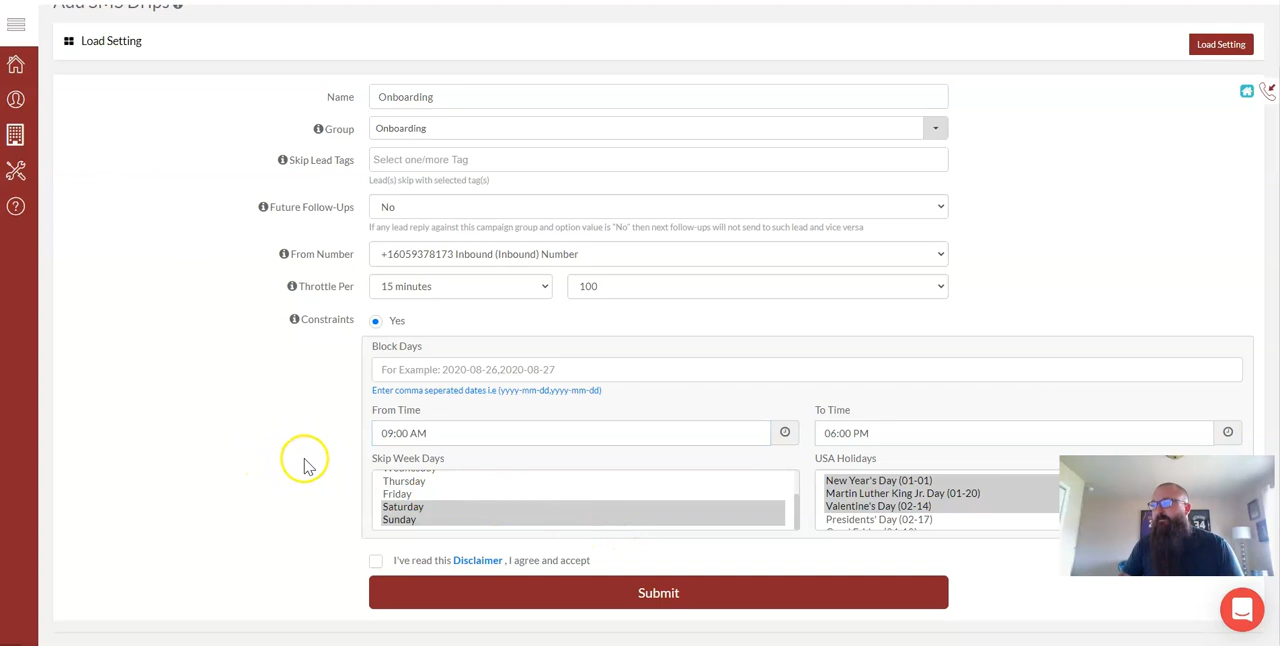 Add SMS Drips
Load Setting
Load Setting
Name
Onboarding
Group
Onboarding
Skip Lead Tags
Select one/more Tag
Lead(s) skip with selected tag(s)
Future Follow-Ups
No
If any lead reply against this campaign group and option value is "No" then next follow-ups will not send to such lead and vice versa
From Number
+16059378173 Inbound (Inbound) Number
Throttle Per
15 minutes
100
Constraints
Yes
Block Days
For Example: 2020-08-26,2020-08-27
Enter comma seperated dates i.e (yyyy-mm-dd,yyyy-mm-dd)
From Time
To Time
09:00 AM
06:00 PM
Skip Week Days
USA Holidays
Wednesday
Thursday
Friday
Saturday
Sunday
New Year's Day (01-01)
Martin Luther King Jr. Day (01-20)
Valentine's Day (02-14)
Presidents' Day (02-17)
I've read this Disclaimer , I agree and accept
Submit